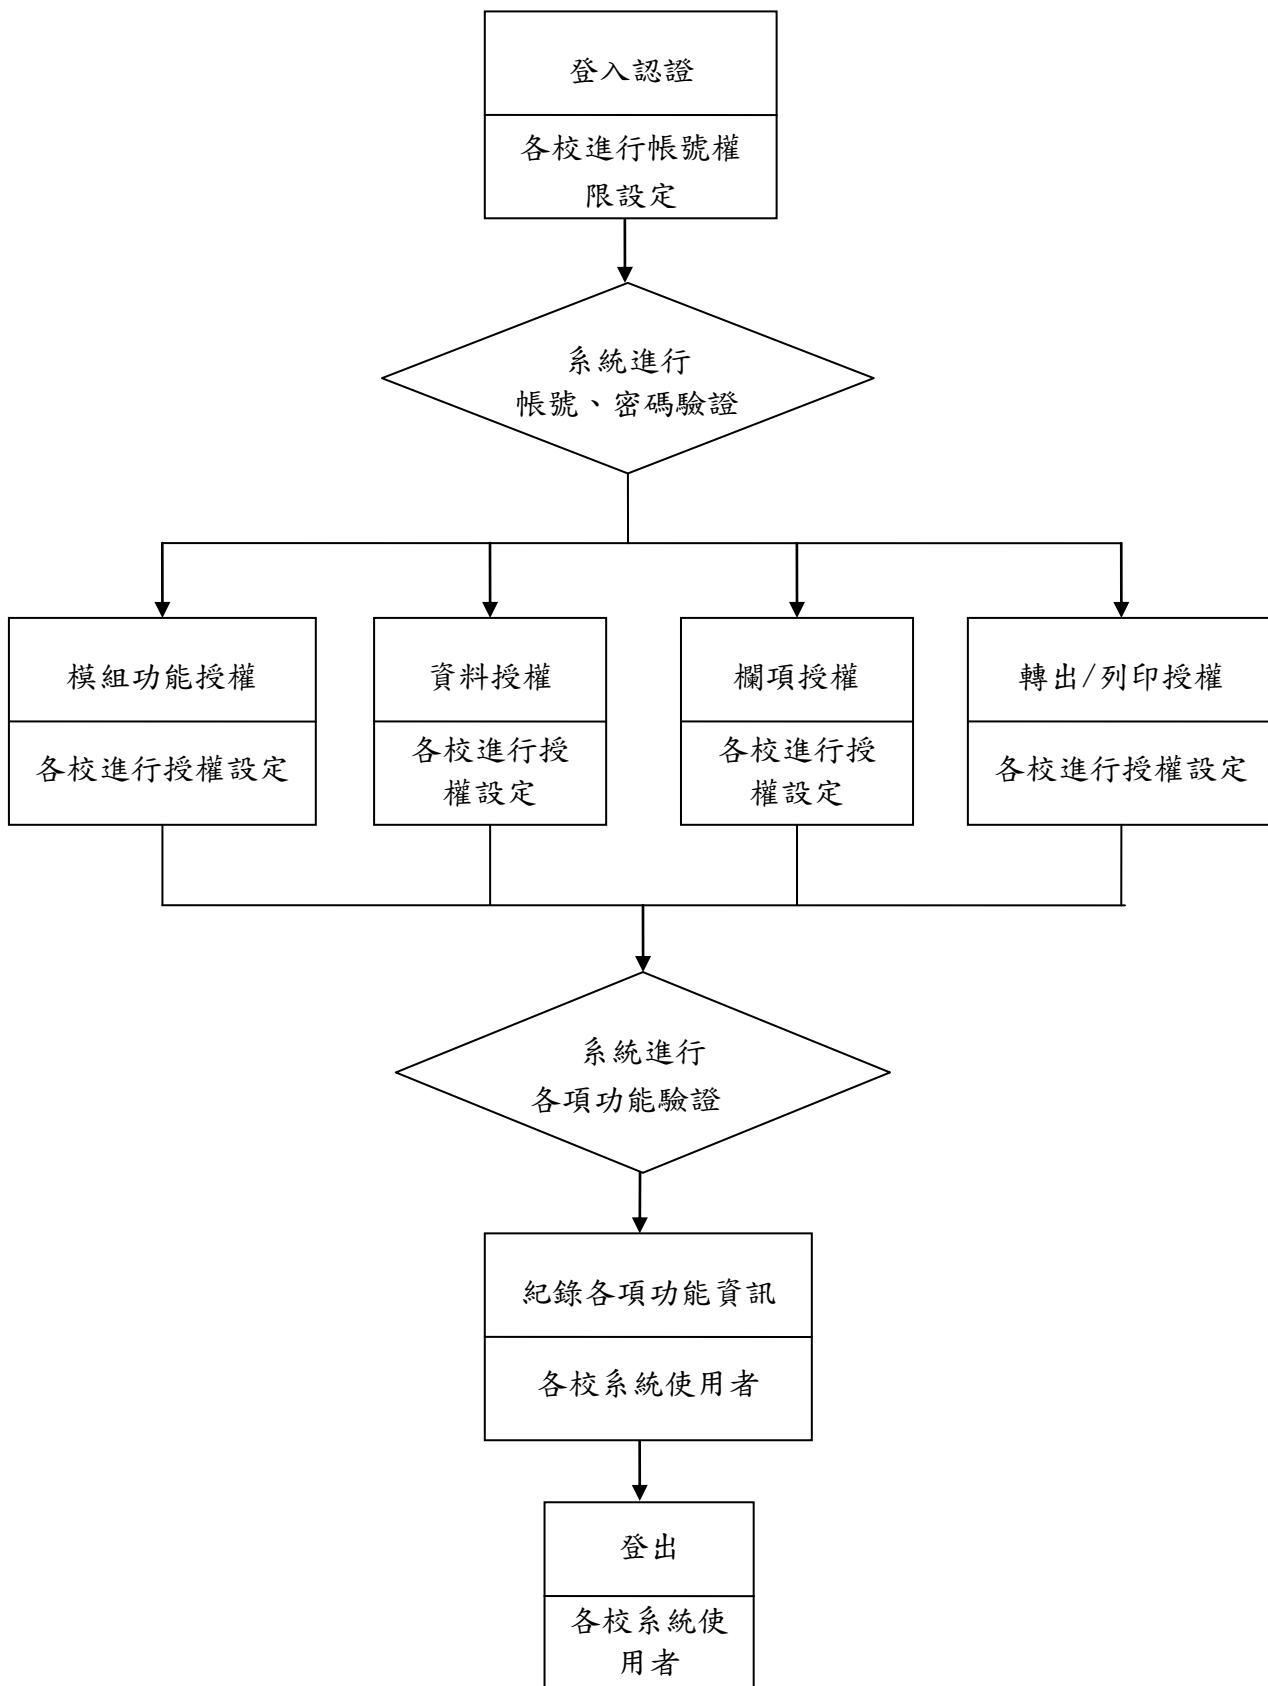 登入認證
各校進行帳號權
限設定
系統進行
帳號、密碼驗證
模組功能授權
各校進行授權設定
資料授權
各校進行授
權設定
欄項授權
各校進行授
權設定
轉出/列印授權
各校進行授權設定
系統進行
各項功能驗證
紀錄各項功能資訊
各校系統使用者
登出
各校系統使
用者